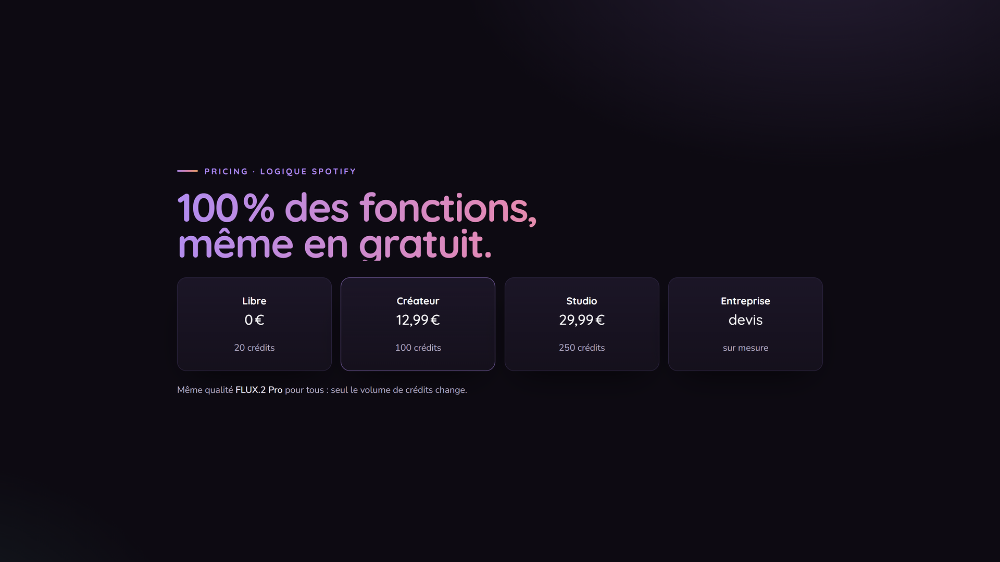 PRICING · LOGIQUE SPOTIFY
100 % des fonctions,
même en gratuit.
Libre
0 €
20 crédits
Créateur
12,99 €
100 crédits
Studio
29,99 €
250 crédits
Entreprise
devis
sur mesure
Même qualité FLUX.2 Pro pour tous : seul le volume de crédits change.